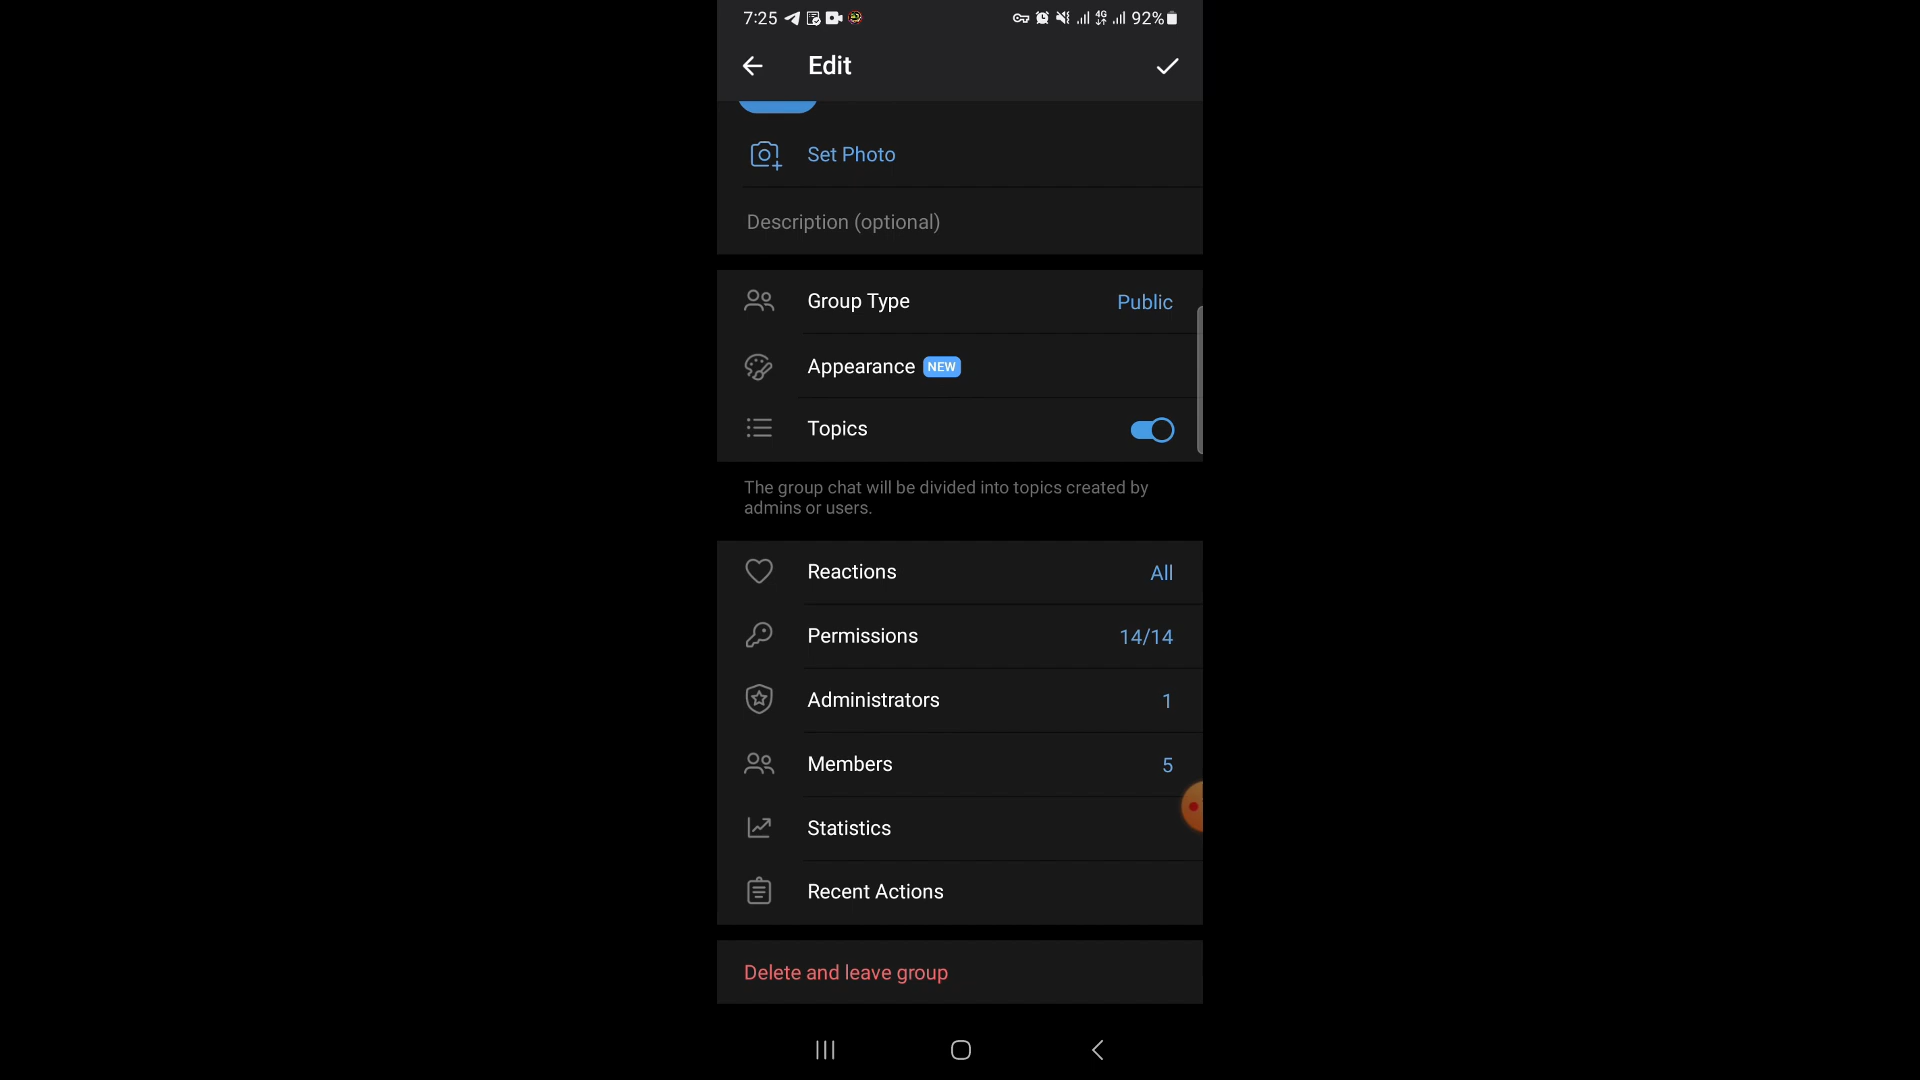 7:25 4G 92%
Edit
Set Photo
Description (optional)
Group Type Public
Appearance NEW
Topics
The group chat will be divided into topics created by
admins or users.
Reactions All
Permissions 14/14
Administrators 1
Members 5
Statistics
Recent Actions
Delete and leave group